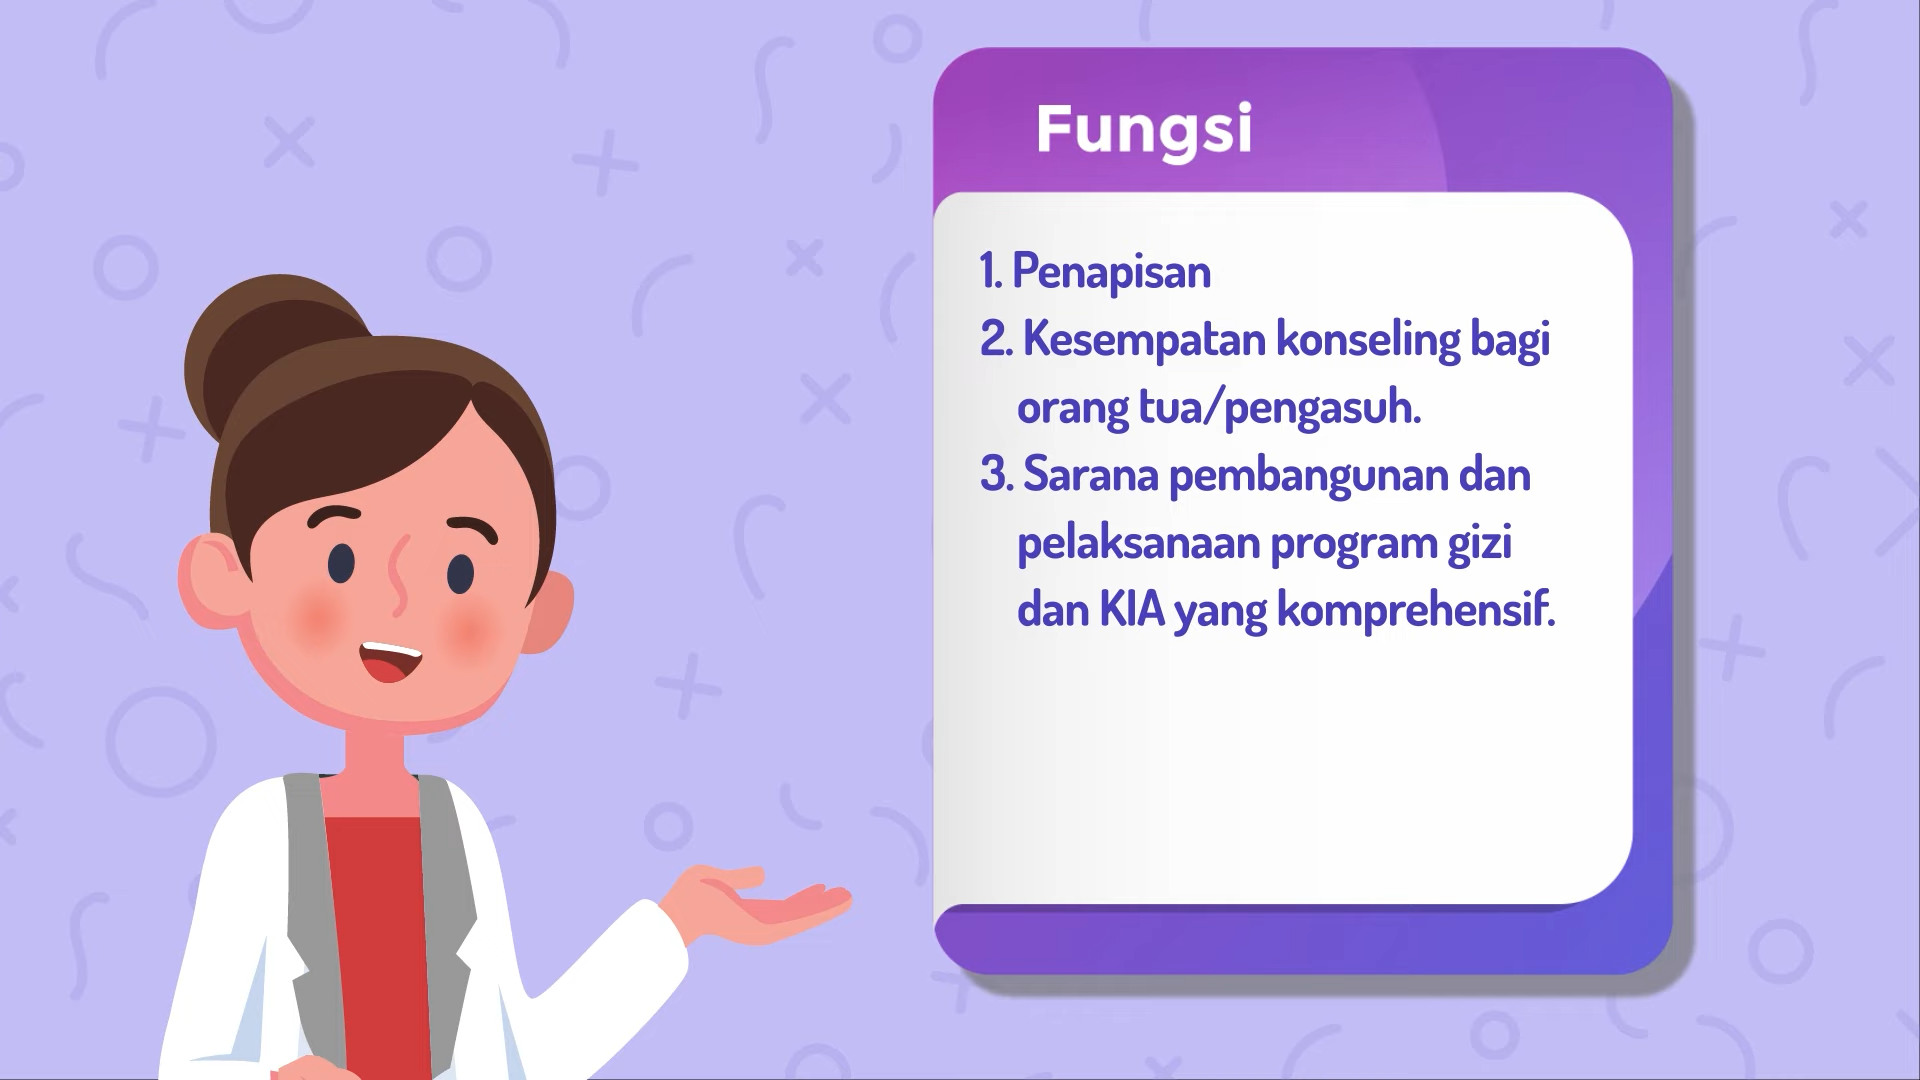 Fungsi
1. Penapisan
2. Kesempatan konseling bagi
orang tua/pengasuh.
3. Sarana pembangunan dan
pelaksanaan program gizi
dan KIA yang komprehensif.